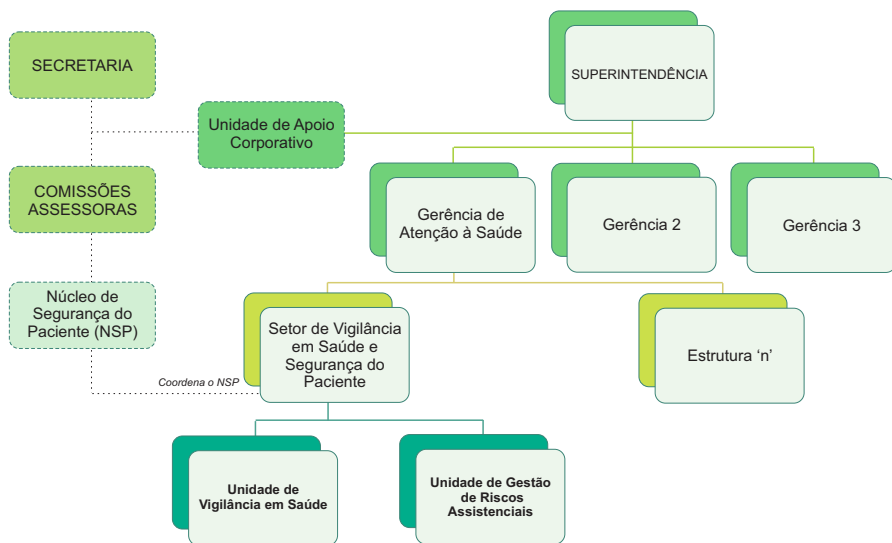 SECRETARIA
SUPERINTENDÊNCIA
Unidade de Apoio
Corporativo
COMISSÕES
ASSESSORAS
Gerência de
Atenção à Saúde
Gerência 2
Gerência 3
Núcleo de
Segurança do
Paciente (NSP)
Setor de Vigilância
em Saúde e
Segurança do
Paciente
Estrutura ‘n’
Coordena o NSP
Unidade de
Vigilância em Saúde
Unidade de Gestão
de Riscos
Assistenciais